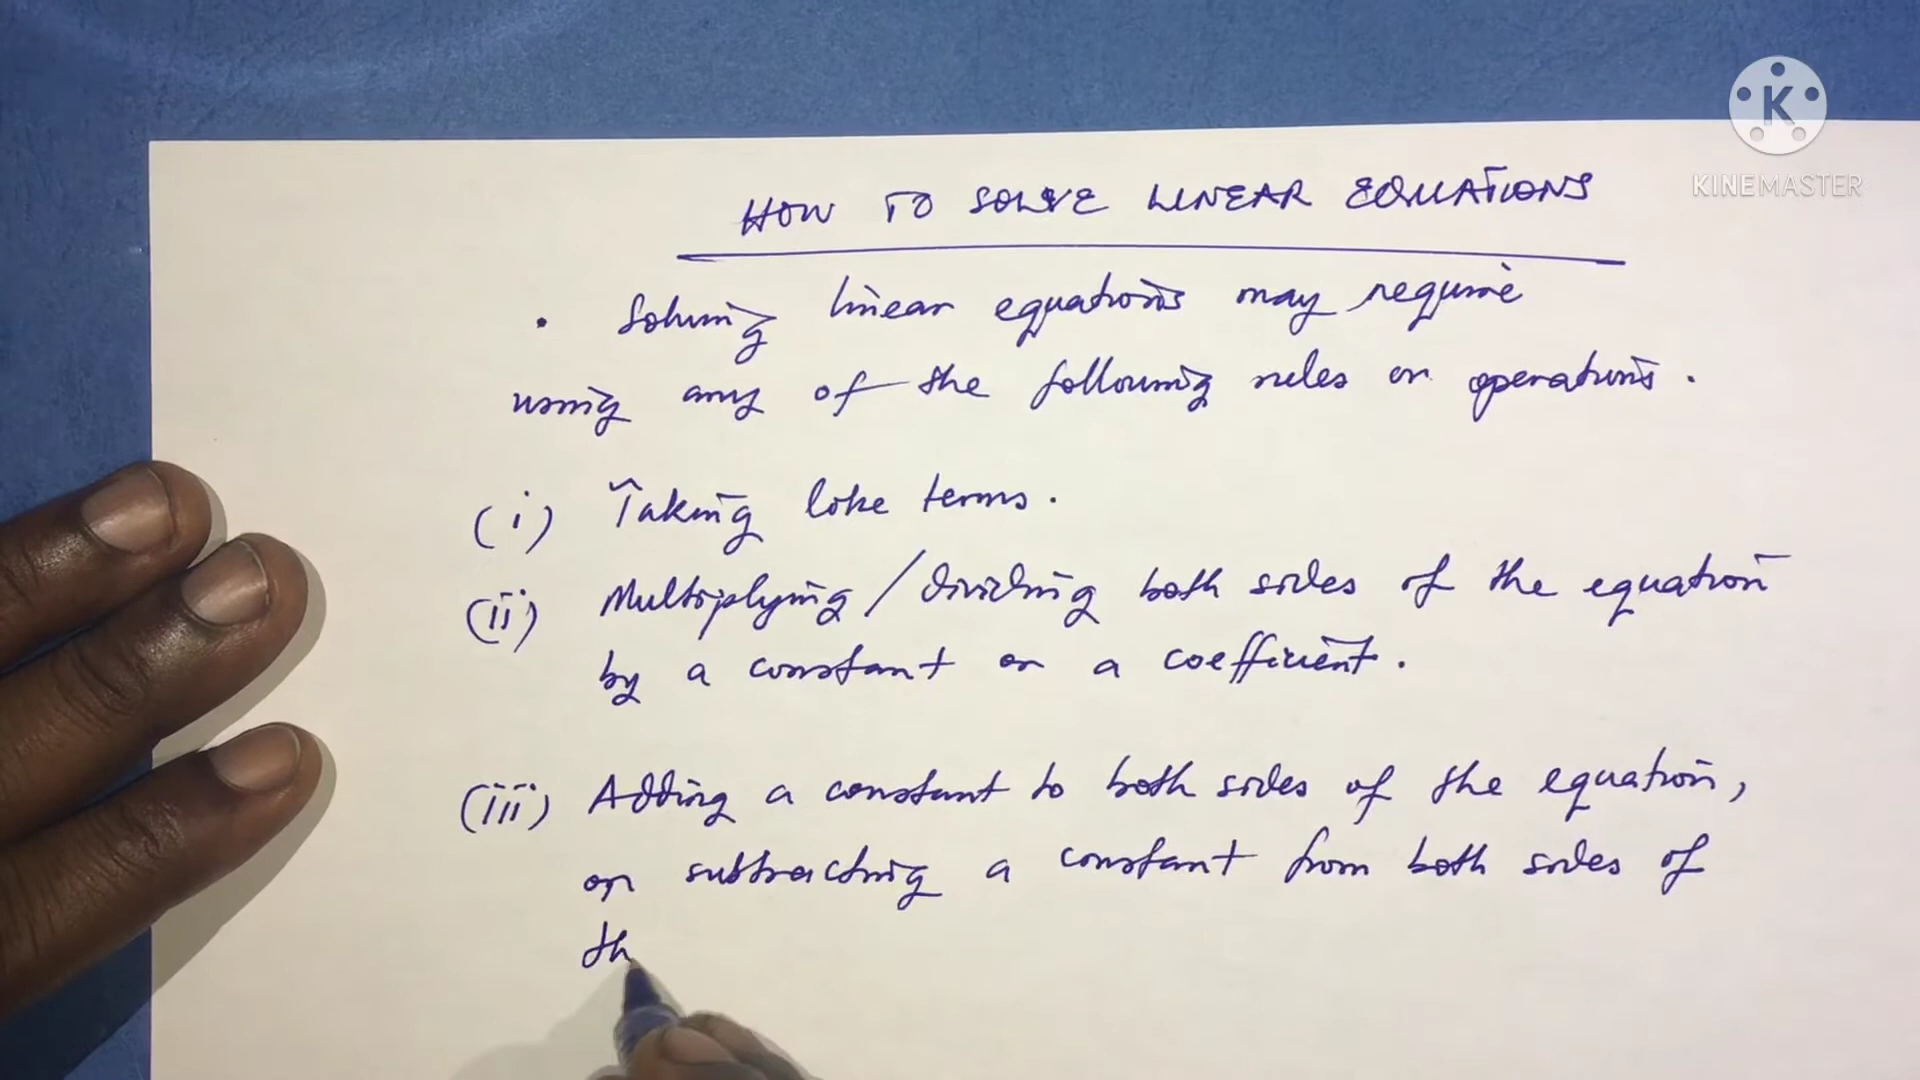 K
KINEMASTER
HOW TO SOLVE LINEAR EQUATIONS
• Solving linear equations may require
using any of the following rules or operations.
(i) Taking like terms.
(ii) Multiplying/dividing both sides of the equation
by a constant or a coefficient.
(iii) Adding a constant to both sides of the equation,
or subtracting a constant from both sides of
th